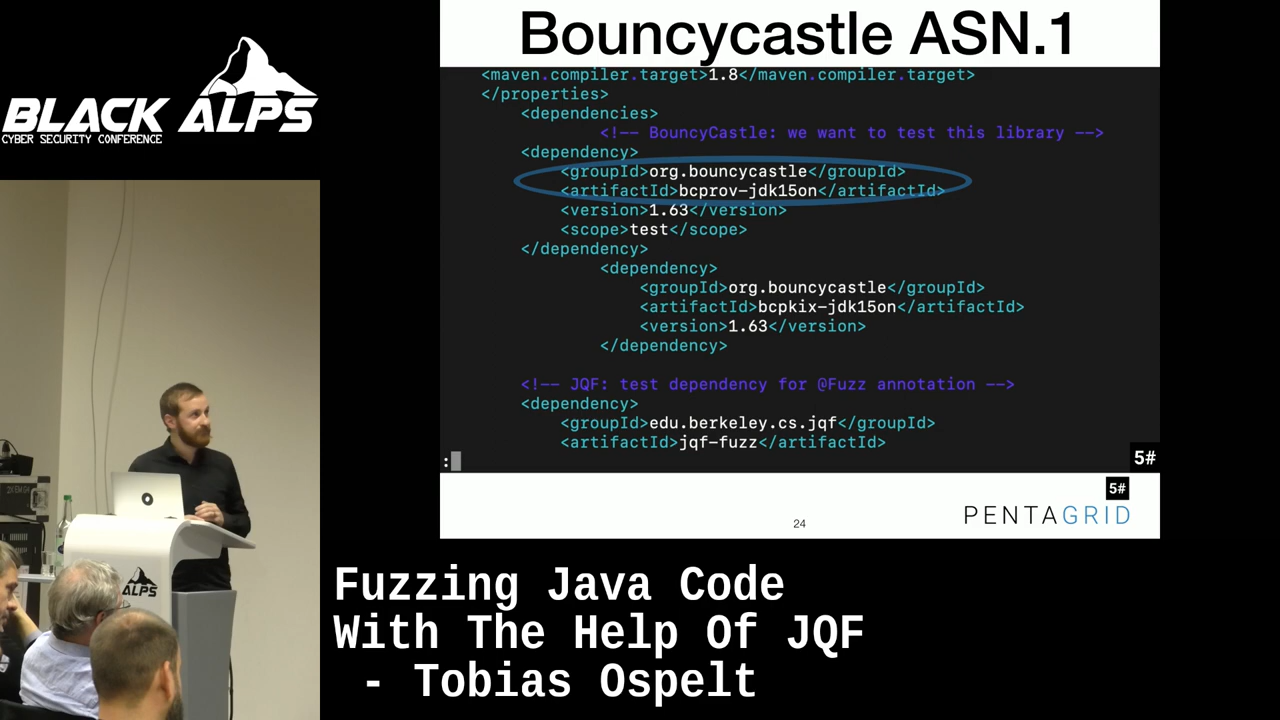 BLACK ALPS
CYBER SECURITY CONFERENCE
Bouncycastle ASN.1
<maven.compiler.target>1.8</maven.compiler.target>
</properties>
<dependencies>
<!-- BouncyCastle: we want to test this library -->
<dependency>
<groupId>org.bouncycastle</groupId>
<artifactId>bcprov-jdk15on</artifactId>
<version>1.63</version>
<scope>test</scope>
</dependency>
<dependency>
<groupId>org.bouncycastle</groupId>
<artifactId>bcpkix-jdk15on</artifactId>
<version>1.63</version>
</dependency>
<!-- JQF: test dependency for @Fuzz annotation -->
<dependency>
<groupId>edu.berkeley.cs.jqf</groupId>
<artifactId>jqf-fuzz</artifactId>
:
5#
5#
24
PENTAGRID
ALPS
Fuzzing Java Code
With The Help Of JQF
- Tobias Ospelt